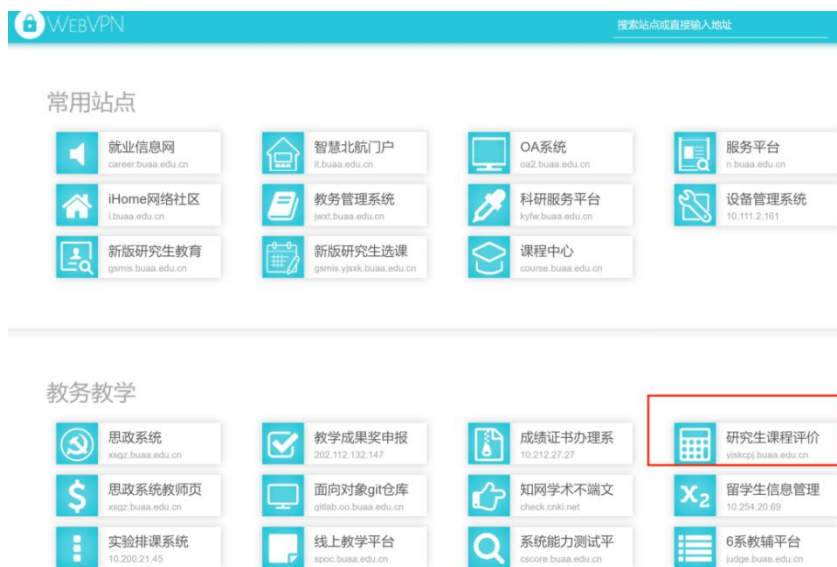 WEBVPN
搜索站点或直接输入地址
常用站点
就业信息网
career.buaa.edu.cn
智慧北航门户
it.buaa.edu.cn
OA系统
oa2.buaa.edu.cn
服务平台
n.buaa.edu.cn
iHome网络社区
i.buaa.edu.cn
教务管理系统
jwxt.buaa.edu.cn
科研服务平台
kyfw.buaa.edu.cn
设备管理系统
10.111.2.161
新版研究生教育
gsmis.buaa.edu.cn
新版研究生选课
gsmis.yjsxk.buaa.edu.cn
课程中心
course.buaa.edu.cn
教务教学
思政系统
xsgz.buaa.edu.cn
教学成果奖申报
202.112.132.147
成绩证书办理系
10.212.27.27
研究生课程评价
yjskcpj.buaa.edu.cn
思政系统教师页
xsgz.buaa.edu.cn
面向对象git仓库
gitlab.oo.buaa.edu.cn
知网学术不端文
check.cnki.net
X2
留学生信息管理
10.254.20.69
实验排课系统
10.200.21.45
线上教学平台
spoc.buaa.edu.cn
系统能力测试平
cscore.buaa.edu.cn
6系教辅平台
judge.buaa.edu.cn